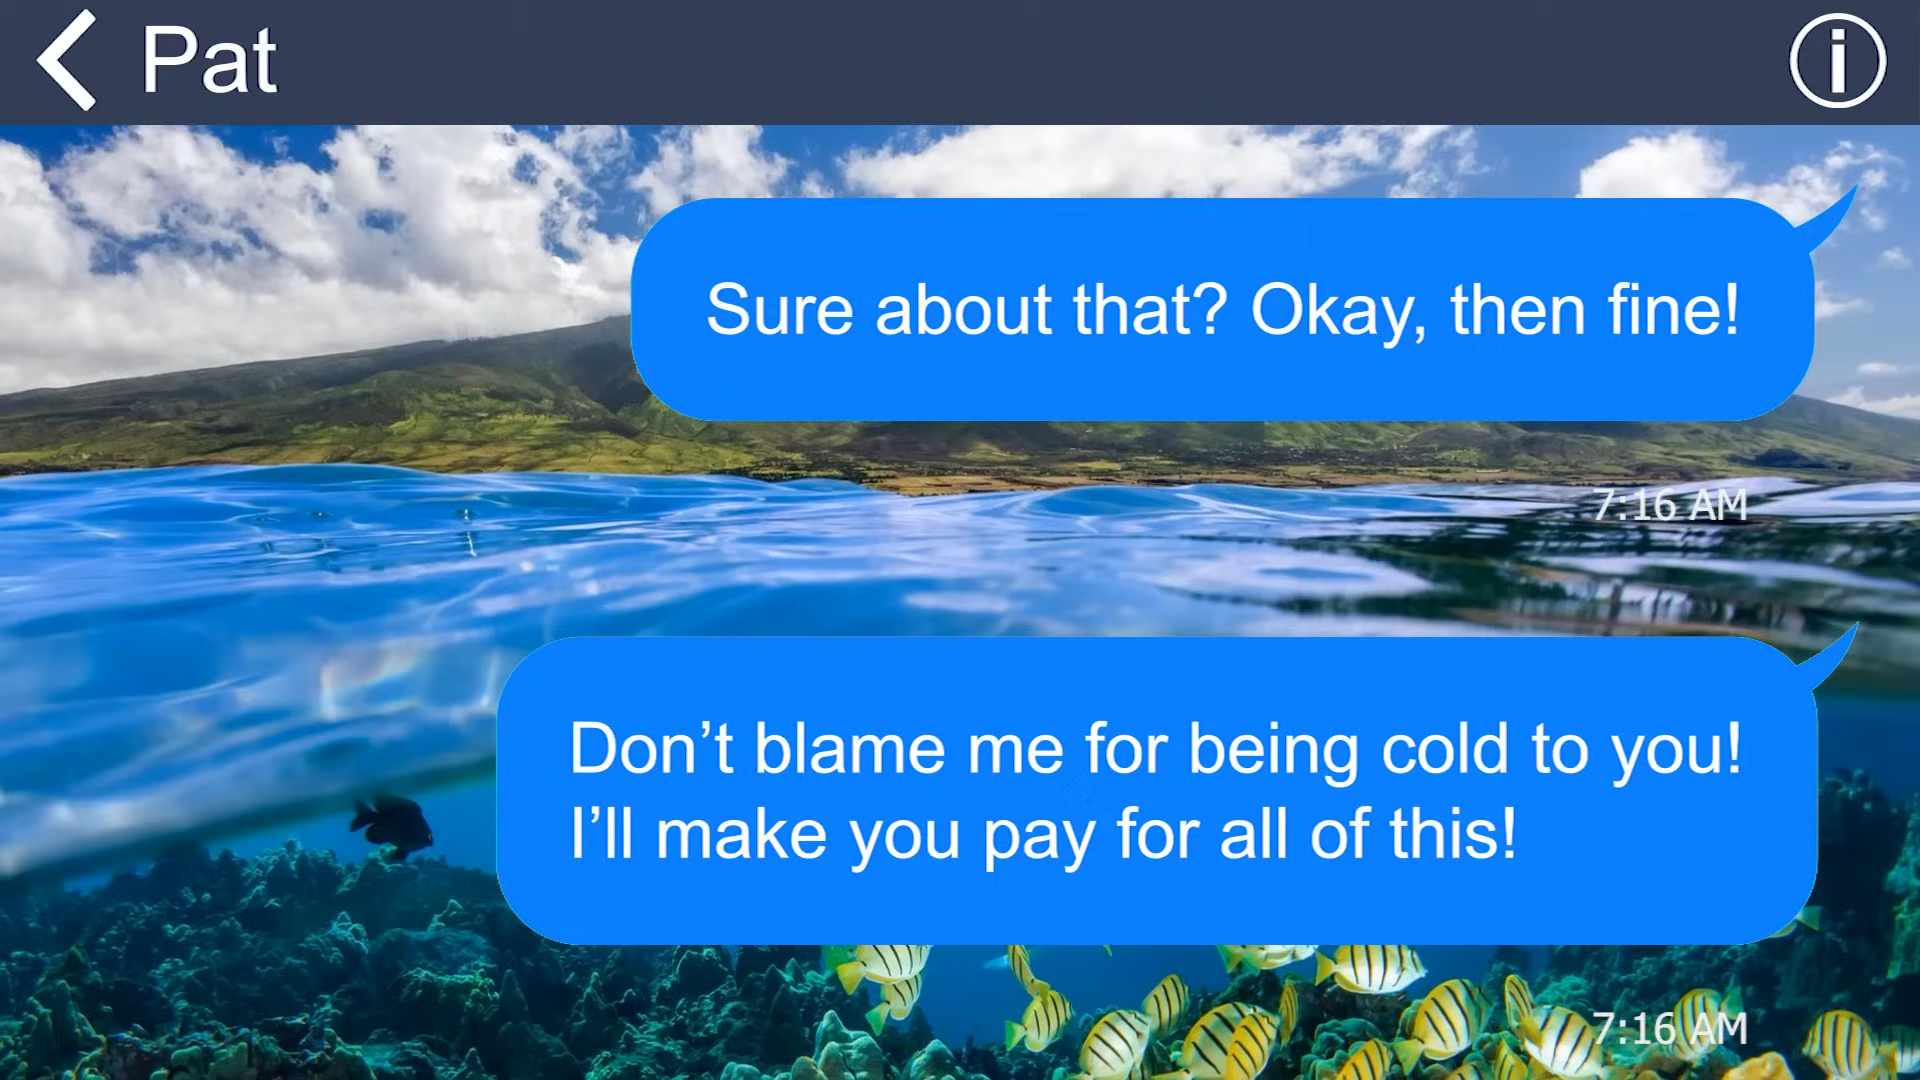 Pat
Sure about that? Okay, then fine!
7:16 AM
Don’t blame me for being cold to you!
I’ll make you pay for all of this!
7:16 AM